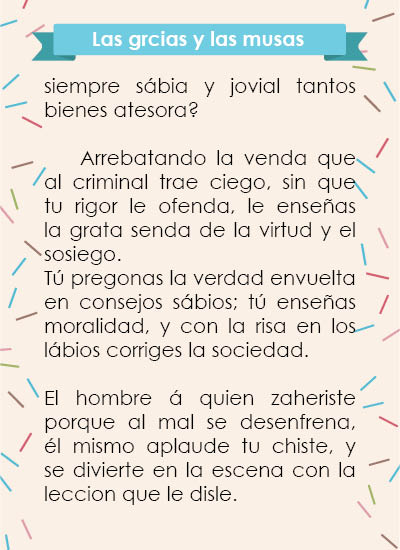 Las grcias y las musas
siempre sábia y jovial tantos
bienes atesora?
Arrebatando la venda que
al criminal trae ciego, sin que
tu rigor le ofenda, le enseñas
la grata senda de la virtud y el
sosiego.
Tú pregonas la verdad envuelta
en consejos sábios; tú enseñas
moralidad, y con la risa en los
lábios corriges la sociedad.
El hombre á quien zaheriste
porque al mal se desenfrena,
él mismo aplaude tu chiste, y
se divierte en la escena con la
leccion que le disle.